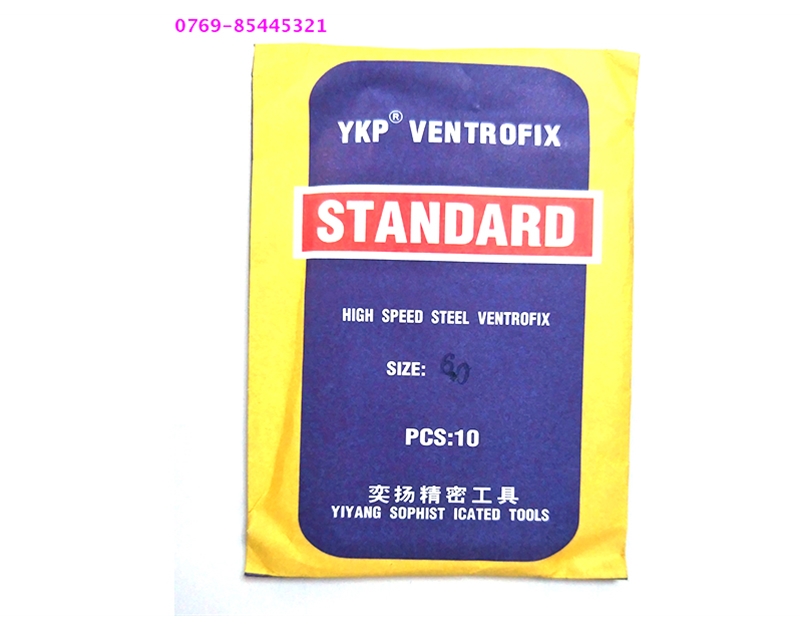 0769-85445321
YKP® VENTROFIX
STANDARD
HIGH SPEED STEEL VENTROFIX
SIZE:
PCS:10
奕扬精密工具
YIYANG SOPHIST ICATED TOOLS